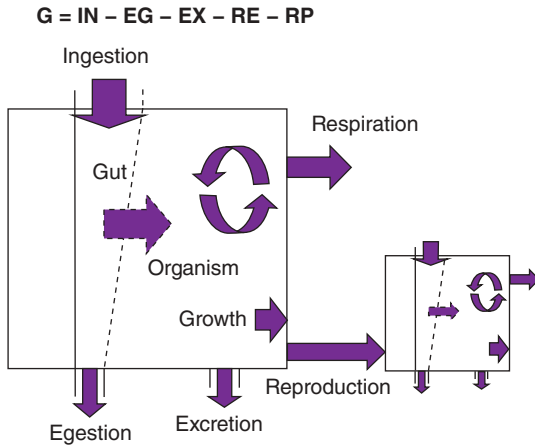 G = IN – EG – EX – RE – RP
Ingestion
Respiration
Gut
Organism
Growth
Reproduction
Excretion
Egestion